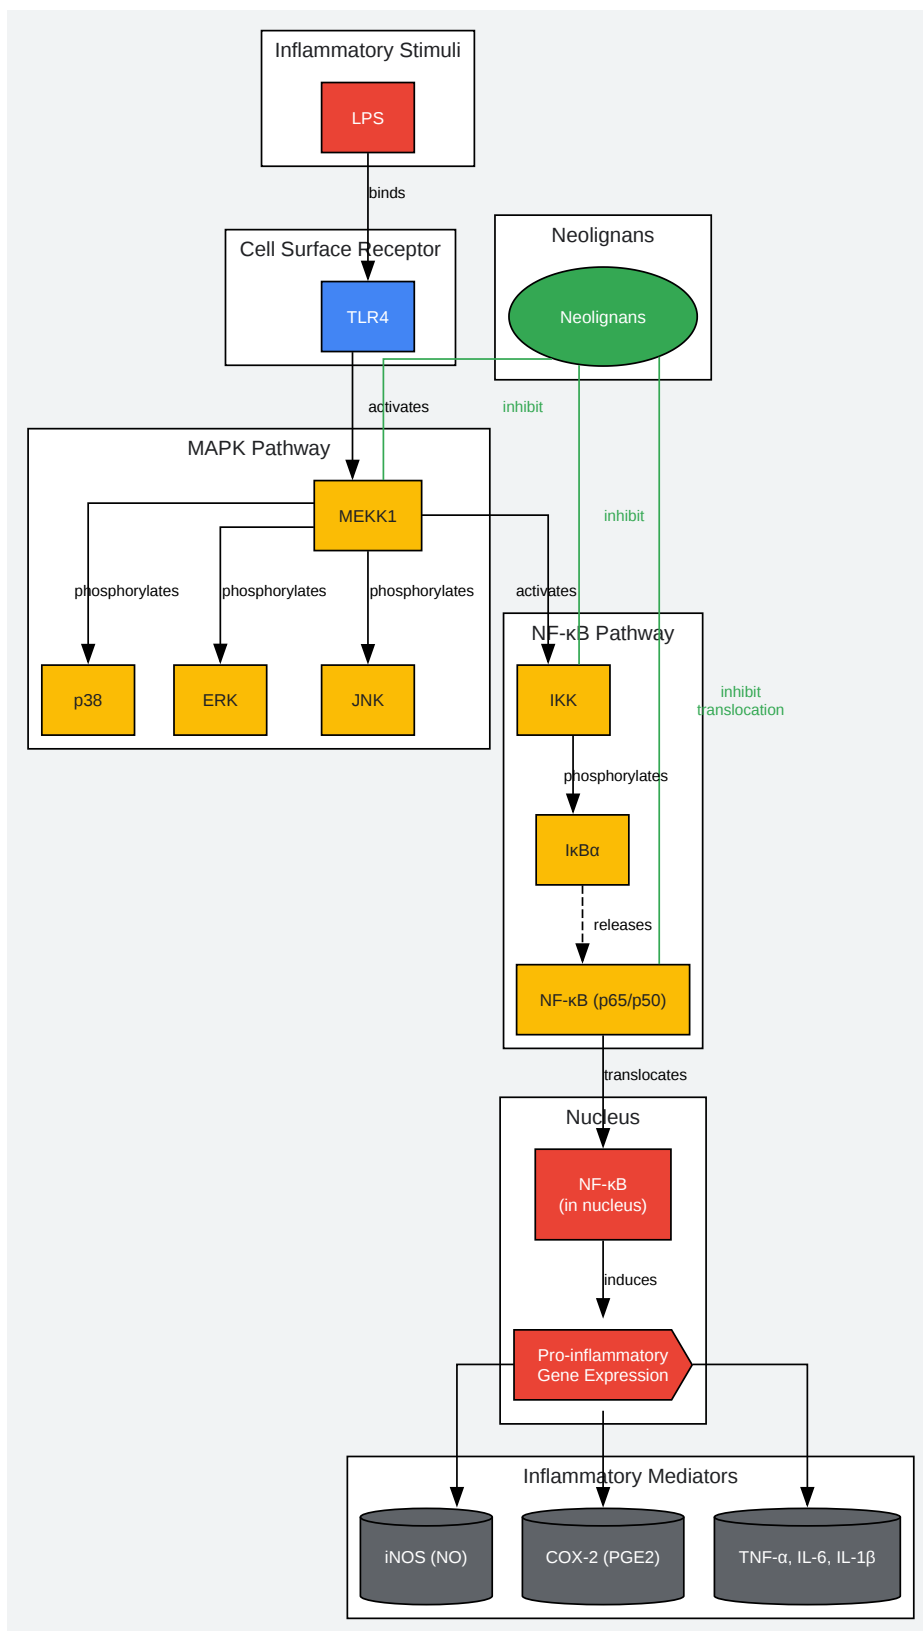 Inflammatory Stimuli
LPS
binds
Cell Surface Receptor
TLR4
Neolignans
Neolignans
activates
inhibit
MAPK Pathway
MEKK1
inhibit
phosphorylates
phosphorylates
phosphorylates
activates
NF-κB Pathway
p38
ERK
JNK
IKK
inhibit
translocation
phosphorylates
IκBα
releases
NF-κB (p65/p50)
translocates
Nucleus
NF-κB
(in nucleus)
induces
Pro-inflammatory
Gene Expression
Inflammatory Mediators
iNOS (NO)
COX-2 (PGE2)
TNF-α, IL-6, IL-1β